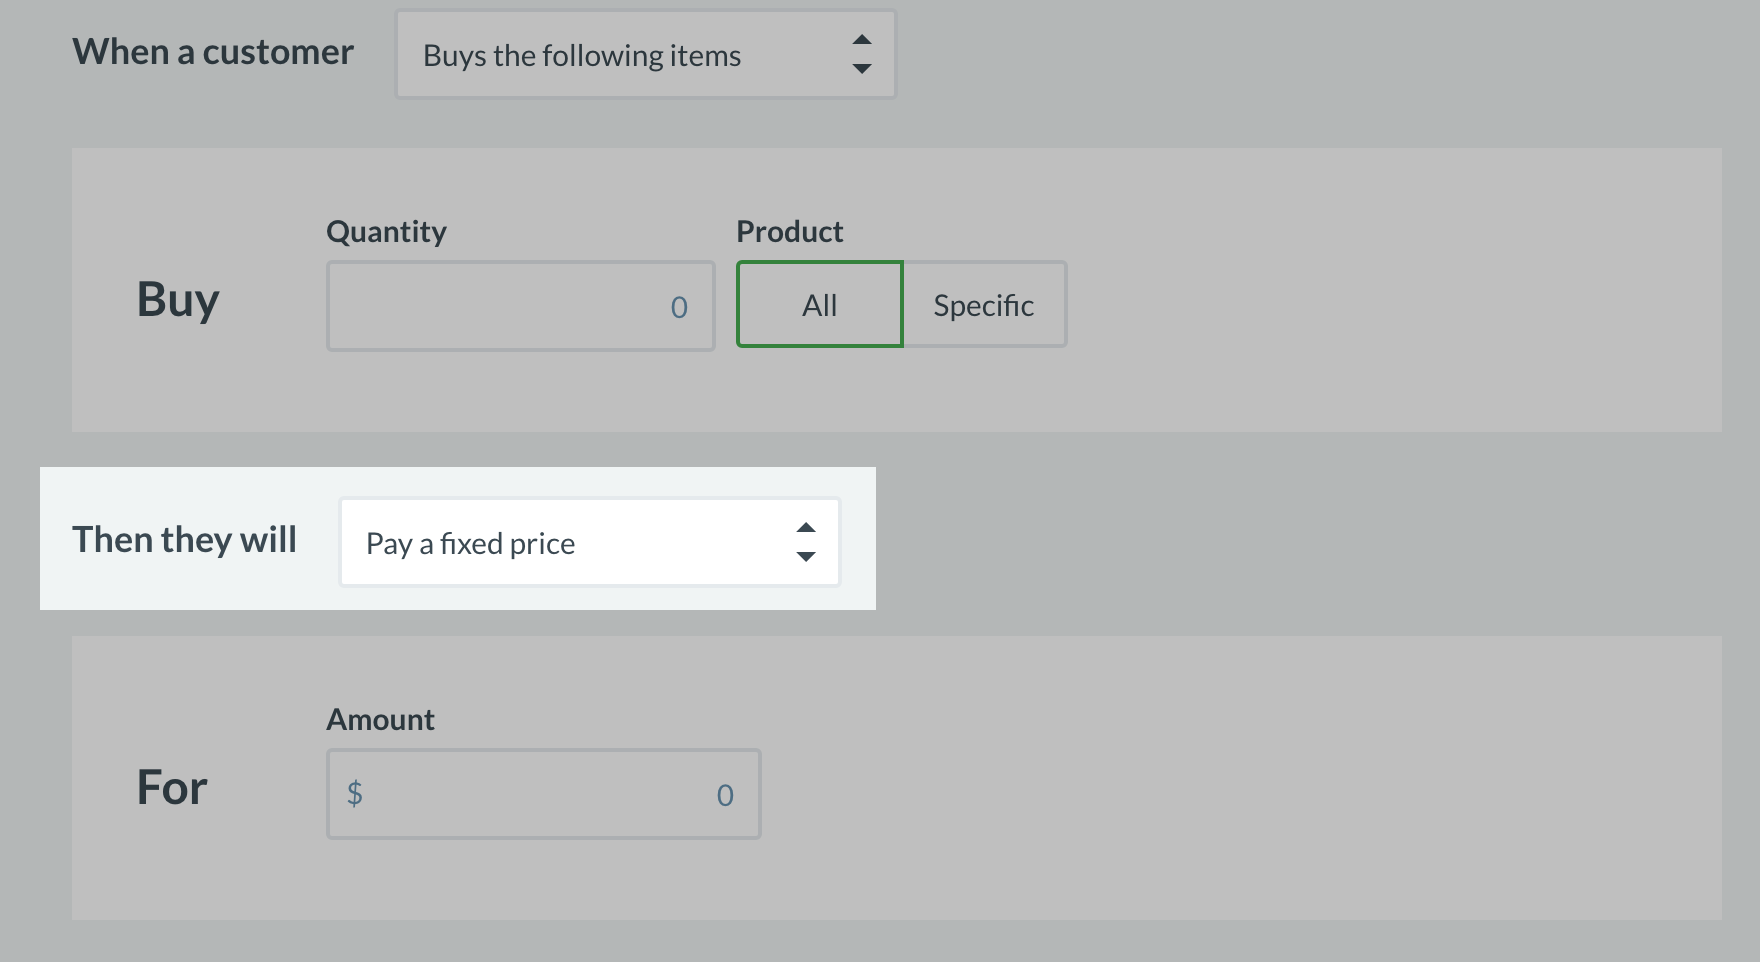 When a customer
Buys the following items
Quantity
Product
Buy
0
All
Specific
Then they will
Pay a fixed price
Amount
For
$
0